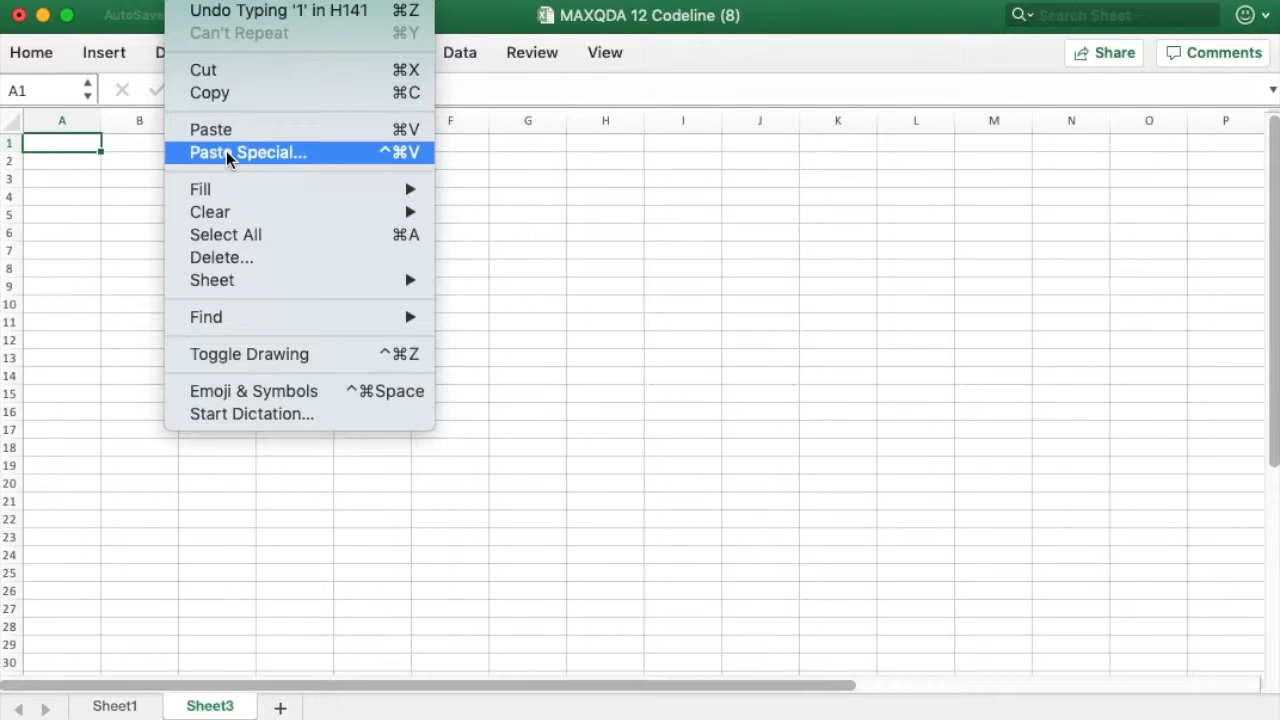 AutoSave
MAXQDA 12 Codeline (8)
Search Sheet
Home
Insert
D
Data
Review
View
Share
Comments
A1
Undo Typing '1' in H141 ⌘Z
Can't Repeat ⌘Y
Cut ⌘X
Copy ⌘C
Paste ⌘V
Paste Special... ^⌘V
Fill
Clear
Select All ⌘A
Delete...
Sheet
Find
Toggle Drawing ^⌘Z
Emoji & Symbols ^⌘Space
Start Dictation...
A B F G H I J K L M N O P
1
2
3
4
5
6
7
8
9
10
11
12
13
14
15
16
17
18
19
20
21
22
23
24
25
26
27
28
29
30
Sheet1
Sheet3
+